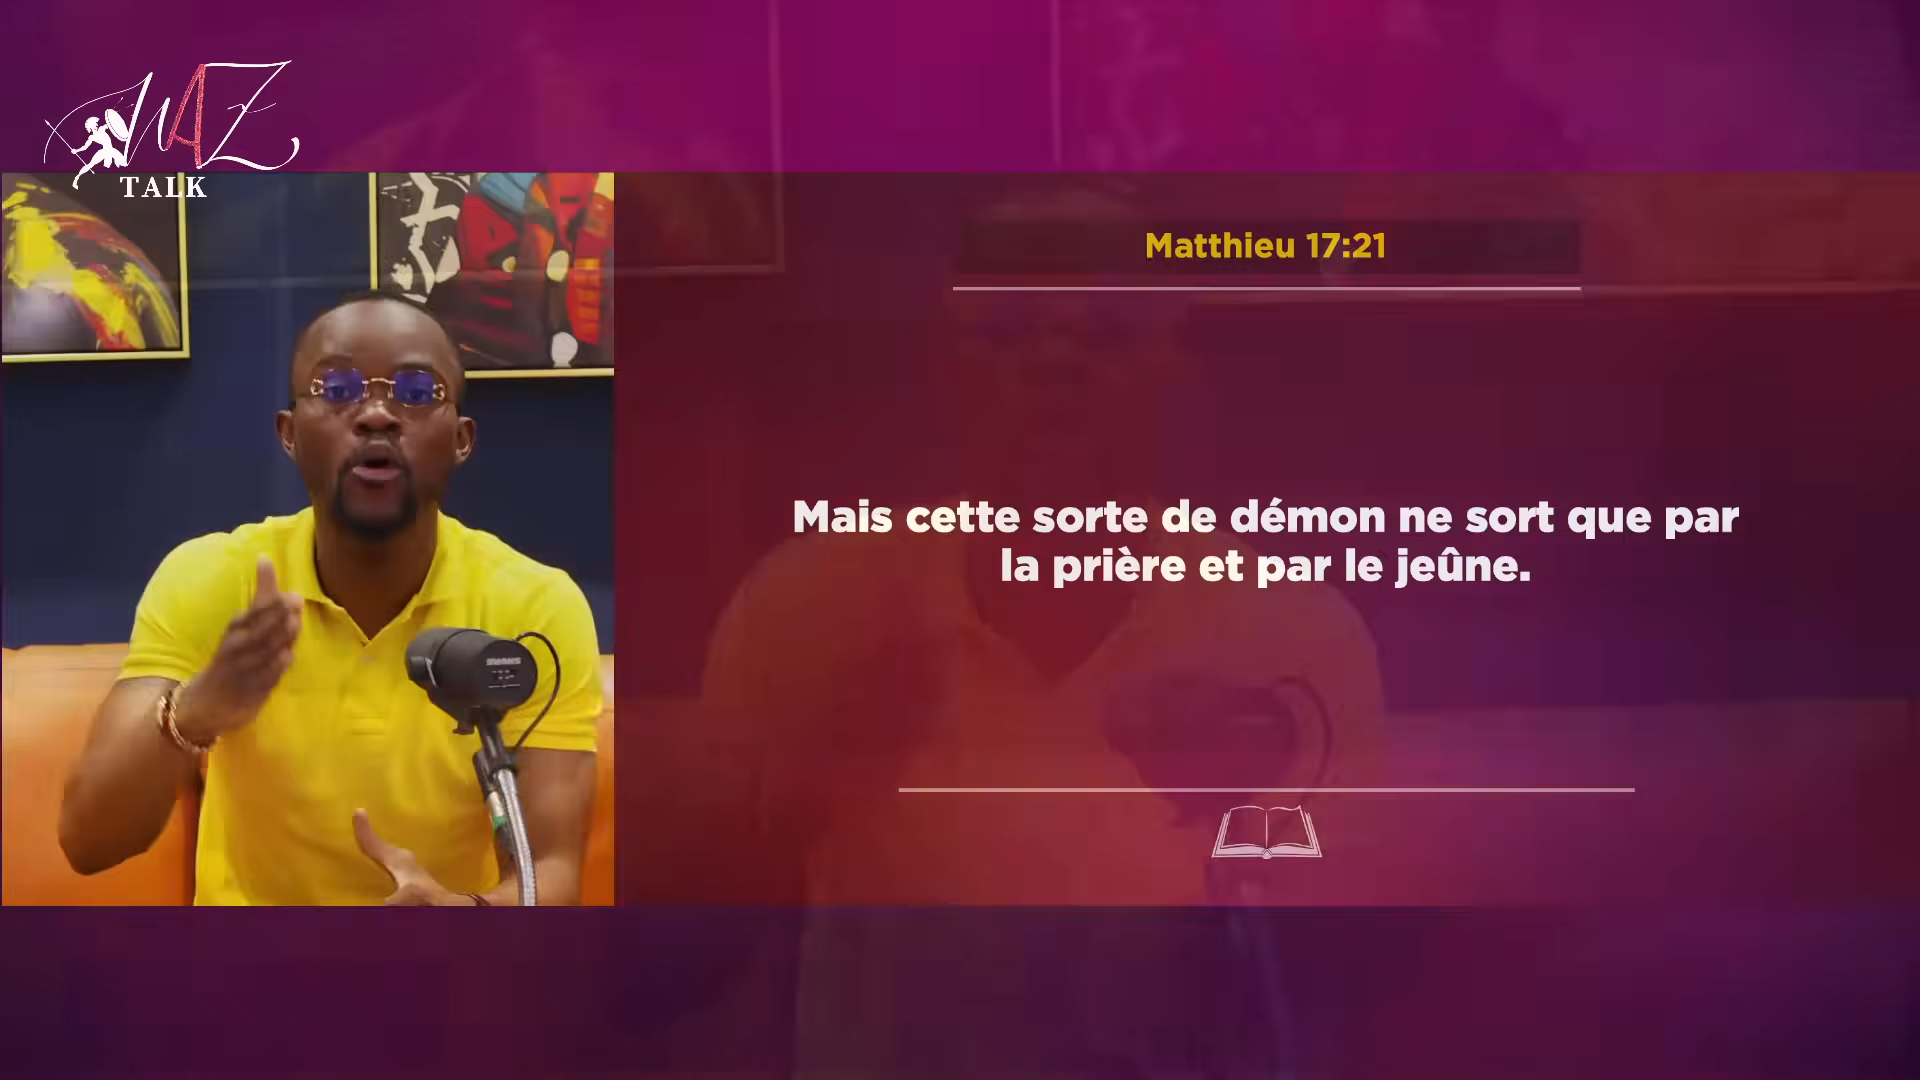 WAZ
TALK
Matthieu 17:21
Mais cette sorte de démon ne sort que par
la prière et par le jeûne.